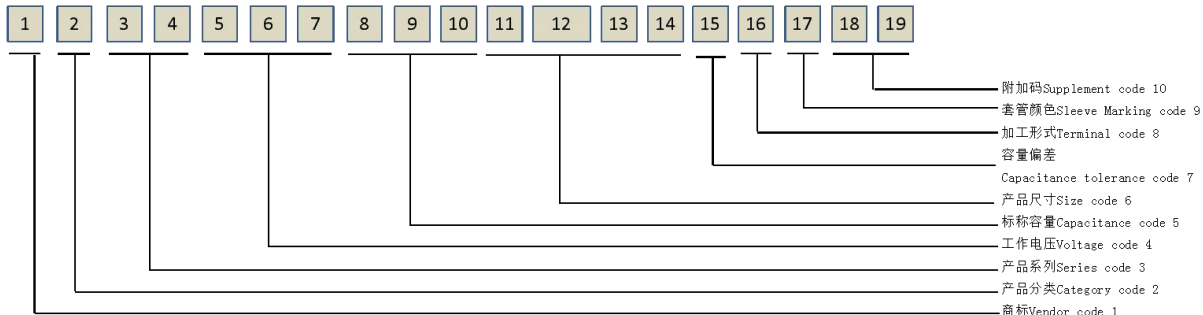 1 2 3 4 5 6 7 8 9 10 11 12 13 14 15 16 17 18 19
附加码Supplement code 10
套管颜色Sleeve Marking code 9
加工形式Terminal code 8
容量偏差
Capacitance tolerance code 7
产品尺寸Size code 6
标称容量Capacitance code 5
工作电压Voltage code 4
产品系列Series code 3
产品分类Category code 2
商标Vendor code 1